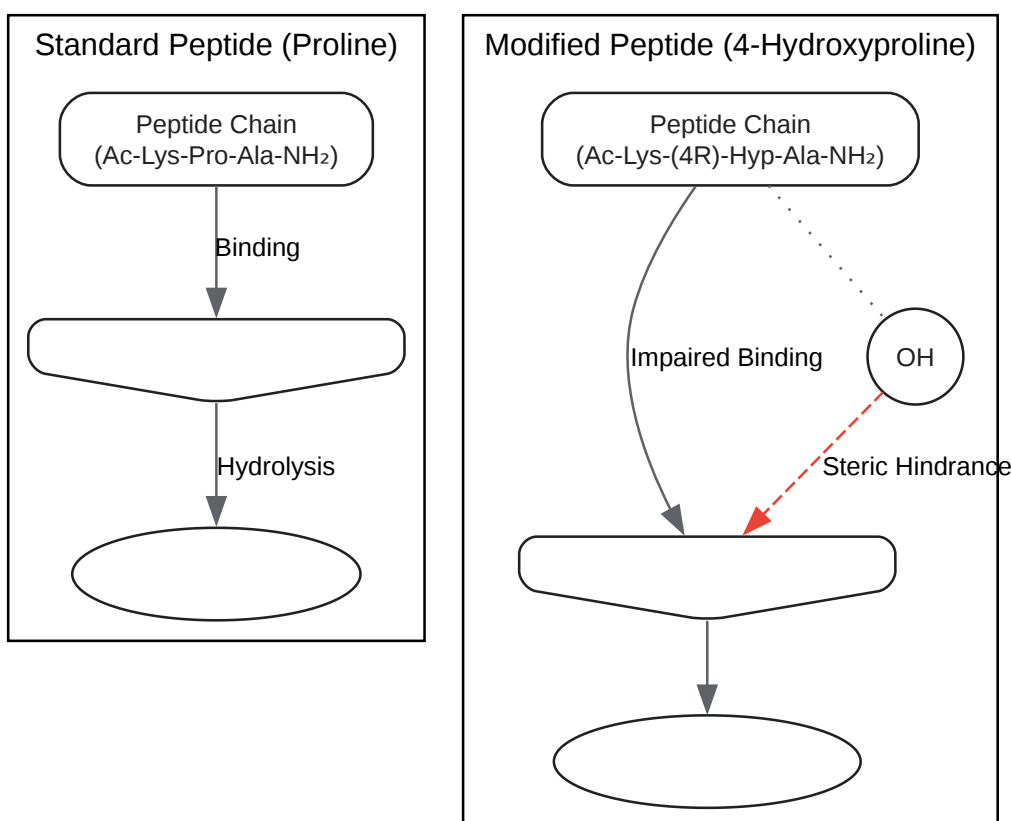 Standard Peptide (Proline)
Peptide Chain
(Ac-Lys-Pro-Ala-NH₂)
Binding
Hydrolysis
Modified Peptide (4-Hydroxyproline)
Peptide Chain
(Ac-Lys-(4R)-Hyp-Ala-NH₂)
Impaired Binding
OH
Steric Hindrance